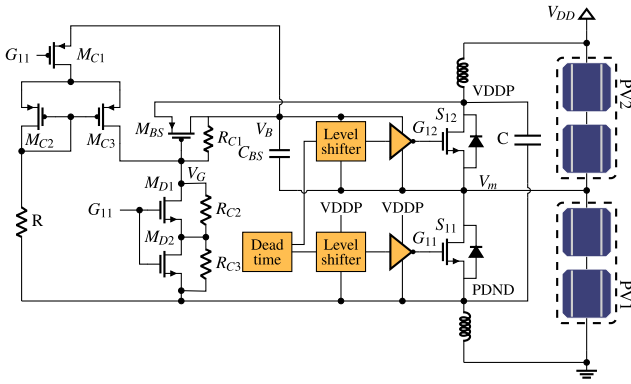 V_DD
G_11
M_C1
VDDP
S_12
PV2
M_C2
M_C3
M_BS
R_C1
V_B
C_BS
Level
shifter
G_12
C
V_G
M_D1
V_m
G_11
R_C2
VDDP
VDDP
S_11
R
M_D2
Dead
time
Level
shifter
G_11
R_C3
PDND
PV1